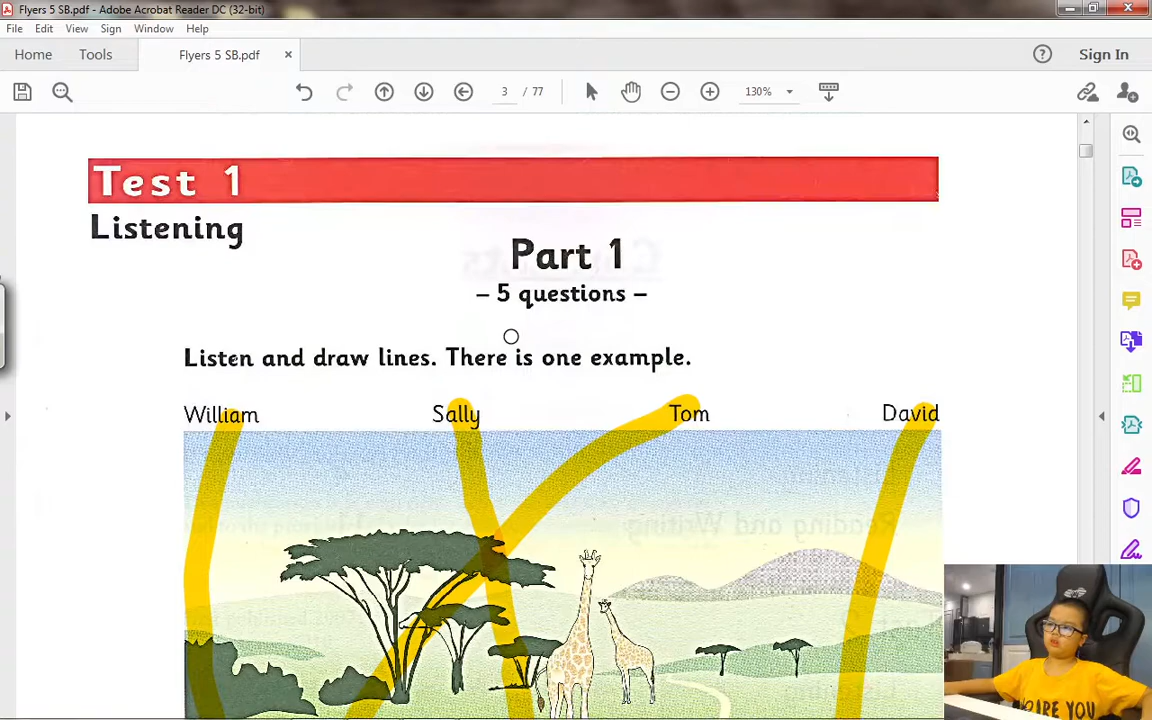 Flyers 5 SB.pdf - Adobe Acrobat Reader DC (32-bit)
File Edit View Sign Window Help
Home Tools Flyers 5 SB.pdf × Sign In
3 / 77 130%
Test 1
Listening
Part 1
– 5 questions –
Listen and draw lines. There is one example.
William Sally Tom David
ARE YOU